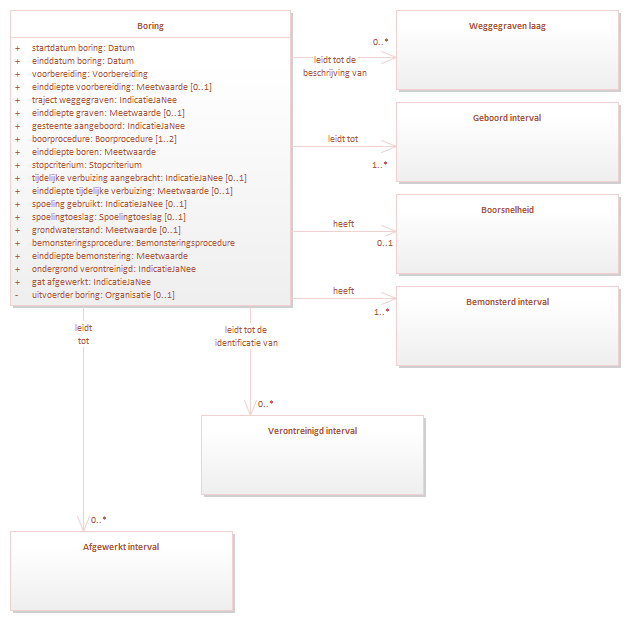 Boring
+ startdatum boring: Datum
+ einddatum boring: Datum
+ voorbereiding: Voorbereiding
+ einddiepte voorbereiding: Meetwaarde [0..1]
+ traject weggegraven: IndicatieJaNee
+ einddiepte graven: Meetwaarde [0..1]
+ gesteente aangeboord: IndicatieJaNee
+ boorprocedure: Boorprocedure [1..2]
+ einddiepte boren: Meetwaarde
+ stopcriterium: Stopcriterium
+ tijdelijke verbuizing aangebracht: IndicatieJaNee [0..1]
+ einddiepte tijdelijke verbuizing: Meetwaarde [0..1]
+ spoeling gebruikt: IndicatieJaNee [0..1]
+ spoelingtoeslag: Spoelingtoeslag [0..1]
+ grondwaterstand: Meetwaarde [0..1]
+ bemonsteringsprocedure: Bemonsteringsprocedure
+ einddiepte bemonstering: Meetwaarde
+ ondergrond verontreinigd: IndicatieJaNee
+ gat afgewerkt: IndicatieJaNee
- uitvoerder boring: Organisatie [0..1]
0..*
leidt tot de
beschrijving van
Weggegraven laag
leidt tot
1..*
Geboord interval
heeft
0..1
Boorsnelheid
heeft
1..*
Bemonsterd interval
leidt
tot
0..*
Afgewerkt interval
leidt tot de
identificatie van
0..*
Verontreinigd interval